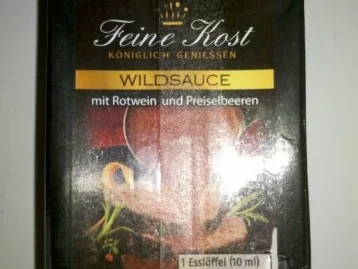 Feine Kost
KÖNIGLICH GENIESSEN
WILDSAUCE
mit Rotwein und Preiselbeeren
1 Esslöffel (10 ml)